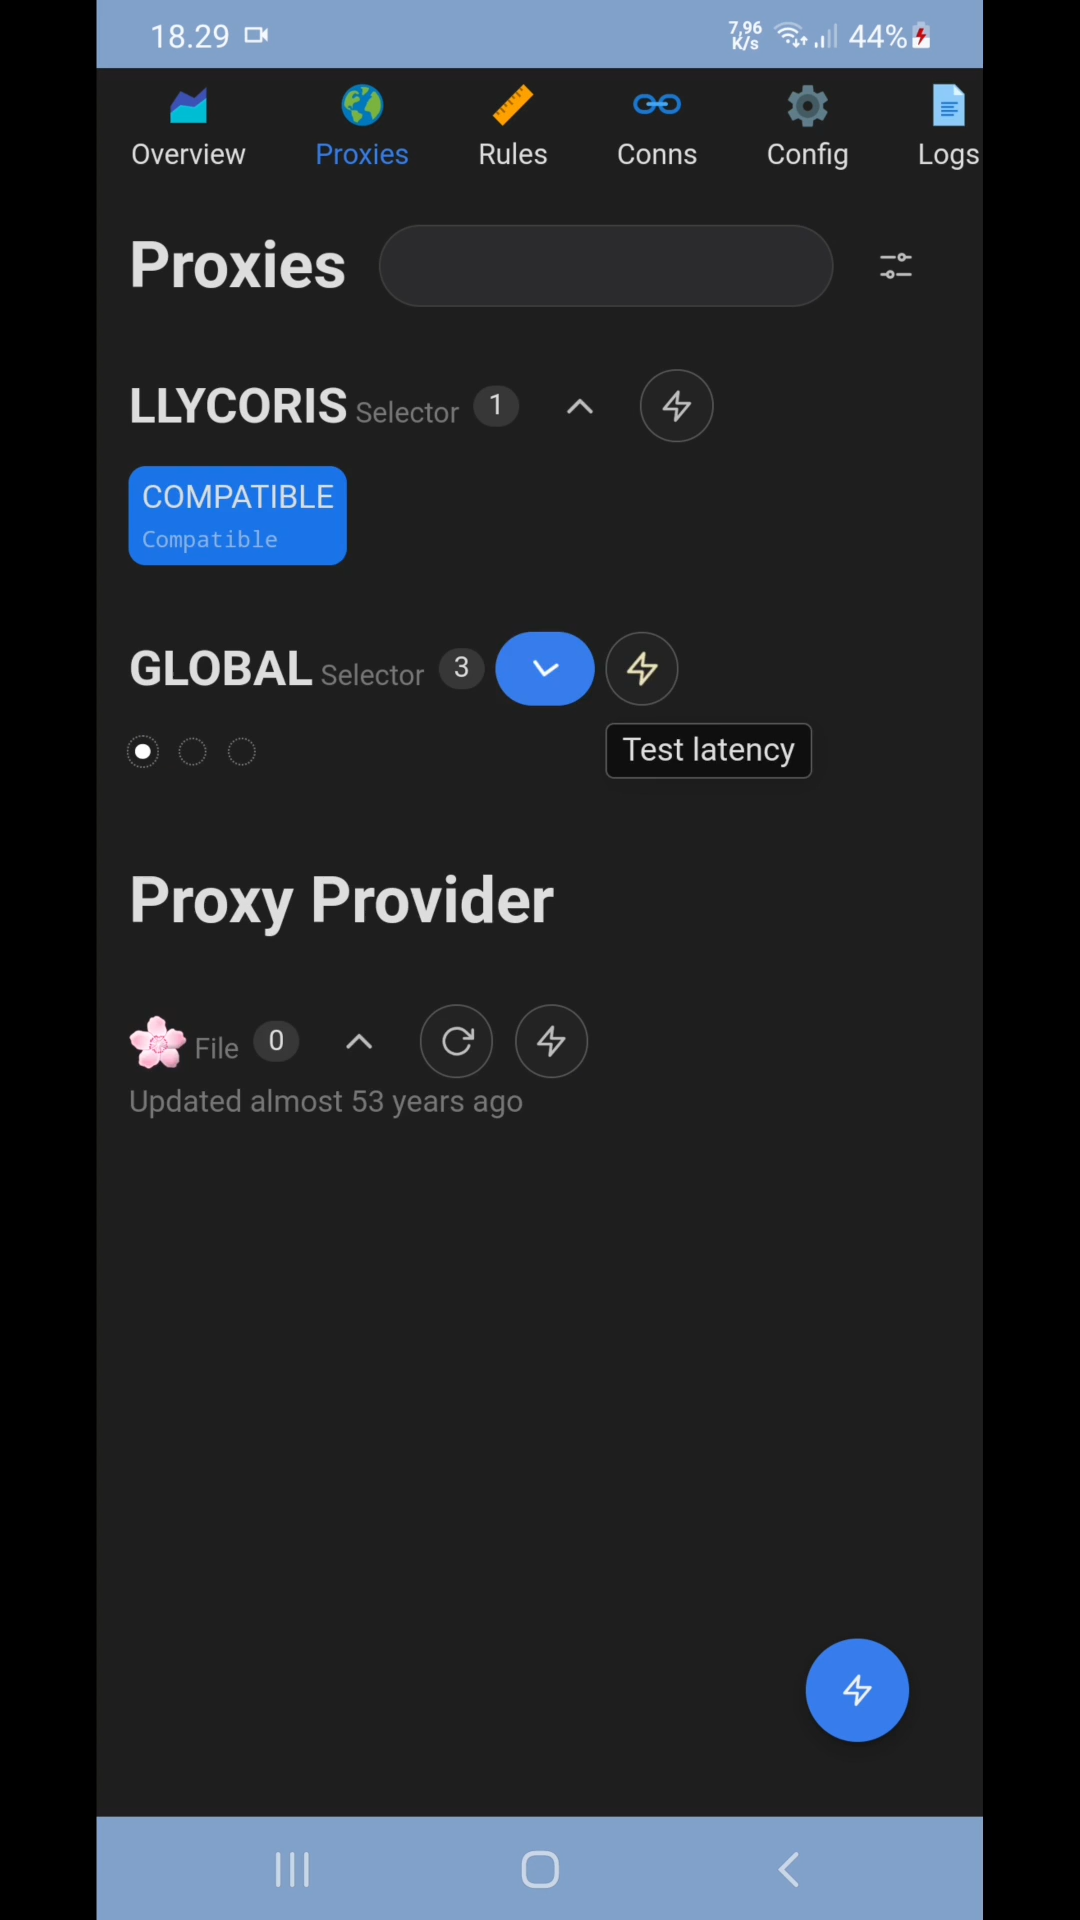 18.29
7,96
K/s
44%
Overview
Proxies
Rules
Conns
Config
Logs
Proxies
LLYCORIS Selector 1
COMPATIBLE
Compatible
GLOBAL Selector 3
Test latency
Proxy Provider
File 0
Updated almost 53 years ago